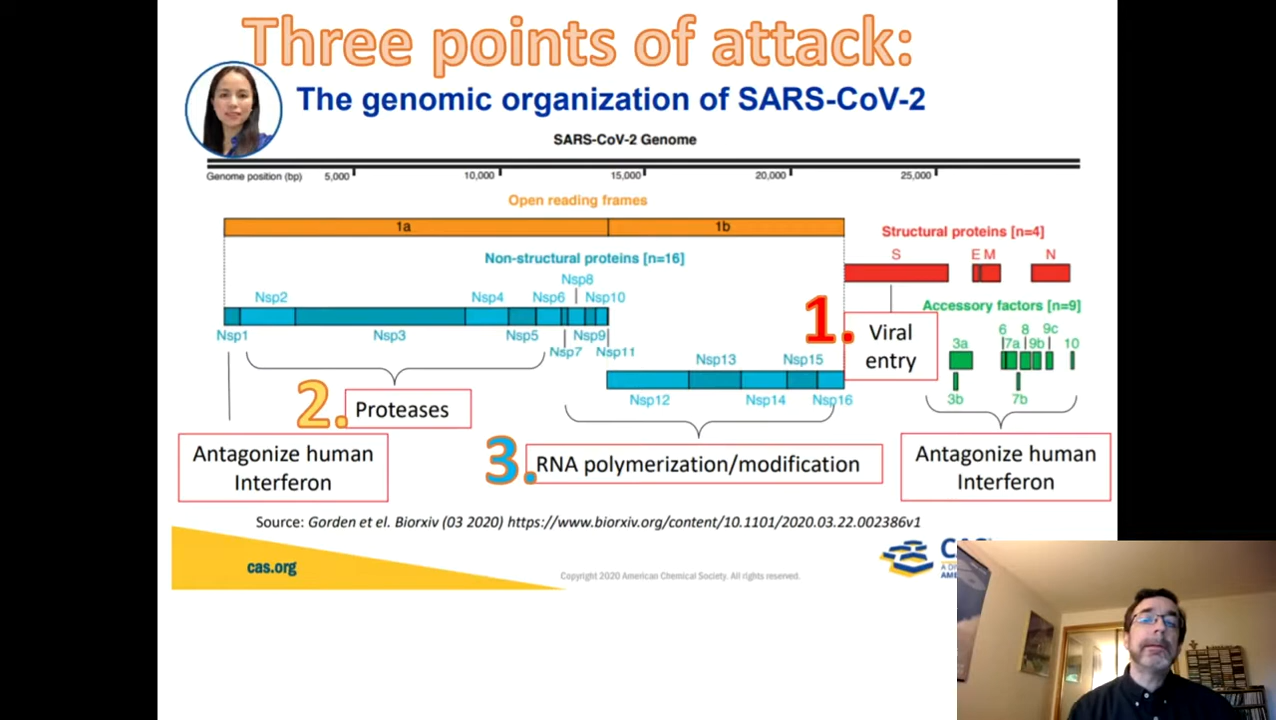 Three points of attack:
The genomic organization of SARS-CoV-2
SARS-CoV-2 Genome
Genome position (bp) 5,000 10,000 15,000 20,000 25,000
Open reading frames
1a 1b
Structural proteins [n=4]
S E M N
Non-structural proteins [n=16]
Nsp8
Nsp2 Nsp4 Nsp6 Nsp10
Nsp1 Nsp3 Nsp5 Nsp9
Nsp7 Nsp11
Accessory factors [n=9]
6 8 9c
3a 7a 9b 10
3b 7b
1.
Viral
entry
Nsp13 Nsp15
Nsp12 Nsp14 Nsp16
2.
Proteases
3.
RNA polymerization/modification
Antagonize human
Interferon
Antagonize human
Interferon
Source: Gorden et el. Biorxiv (03 2020) https://www.biorxiv.org/content/10.1101/2020.03.22.002386v1
cas.org
Copyright 2020 American Chemical Society. All rights reserved.